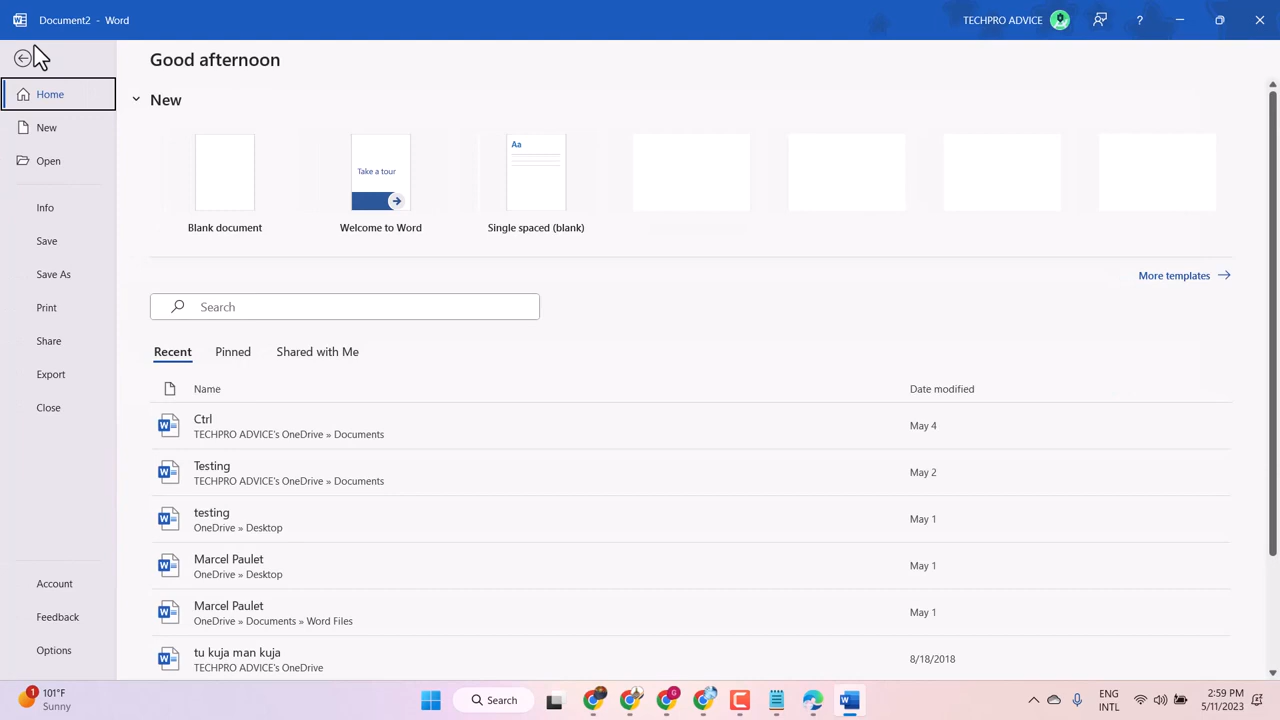 Document2 - Word
TECHPRO ADVICE
?
Good afternoon
Home
New
Open
Info
Save
Save As
Print
Share
Export
Close
Account
Feedback
Options
New
Take a tour
Aa
Blank document
Welcome to Word
Single spaced (blank)
More templates
Search
Recent
Pinned
Shared with Me
Name
Date modified
Ctrl
TECHPRO ADVICE's OneDrive » Documents
May 4
Testing
TECHPRO ADVICE's OneDrive » Documents
May 2
testing
OneDrive » Desktop
May 1
Marcel Paulet
OneDrive » Desktop
May 1
Marcel Paulet
OneDrive » Documents » Word Files
May 1
tu kuja man kuja
TECHPRO ADVICE's OneDrive
8/18/2018
1
101°F
Sunny
Search
G
ENG
INTL
2:59 PM
5/11/2023